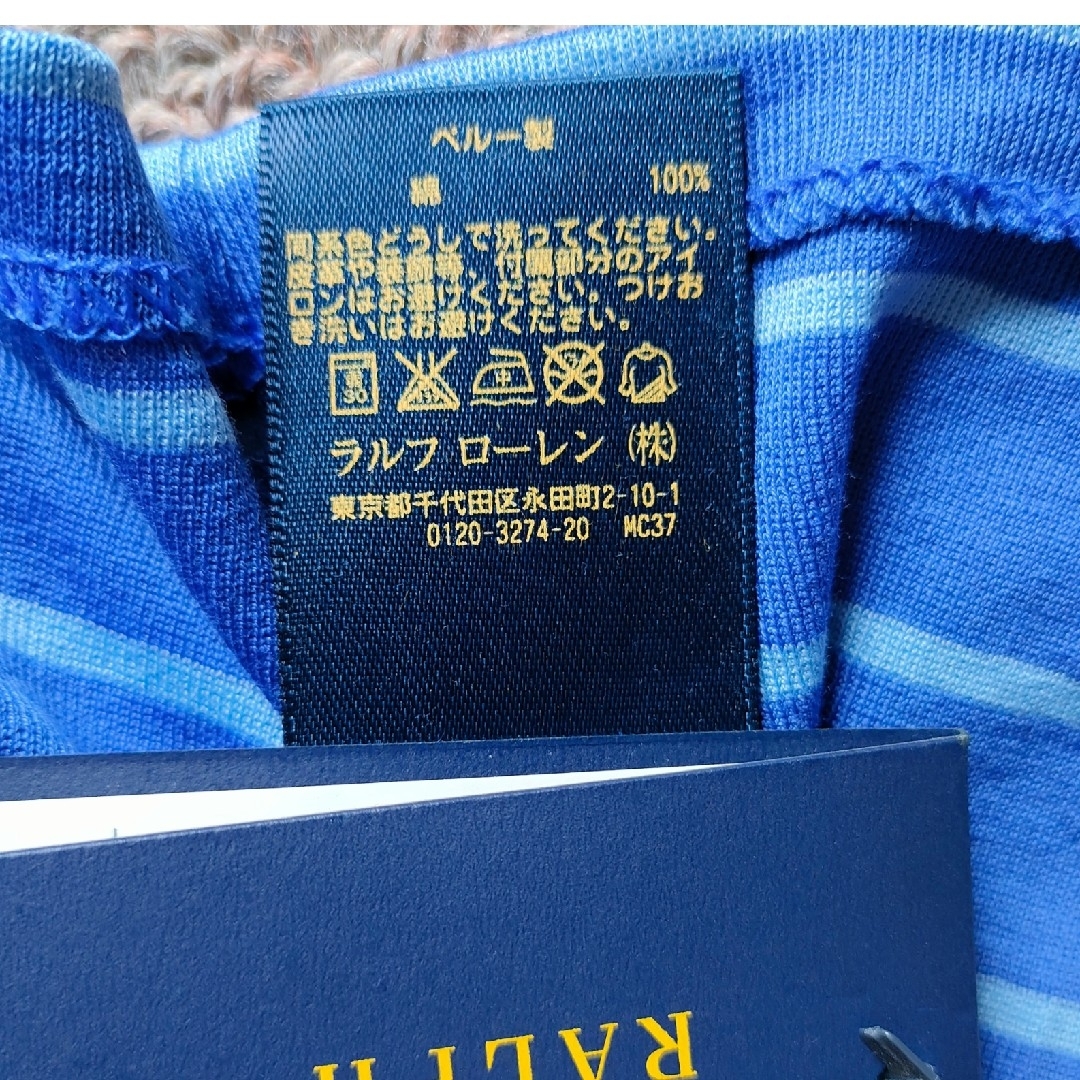 ペルー製
綿 100%
同系色どうしで洗ってください。
皮革や装飾等、付属部分のアイ
ロンはお避けください。つけお
き洗いはお避けください。
弱
30
中
ラルフ ローレン (株)
東京都千代田区永田町2-10-1
0120-3274-20 MC37
RALPH